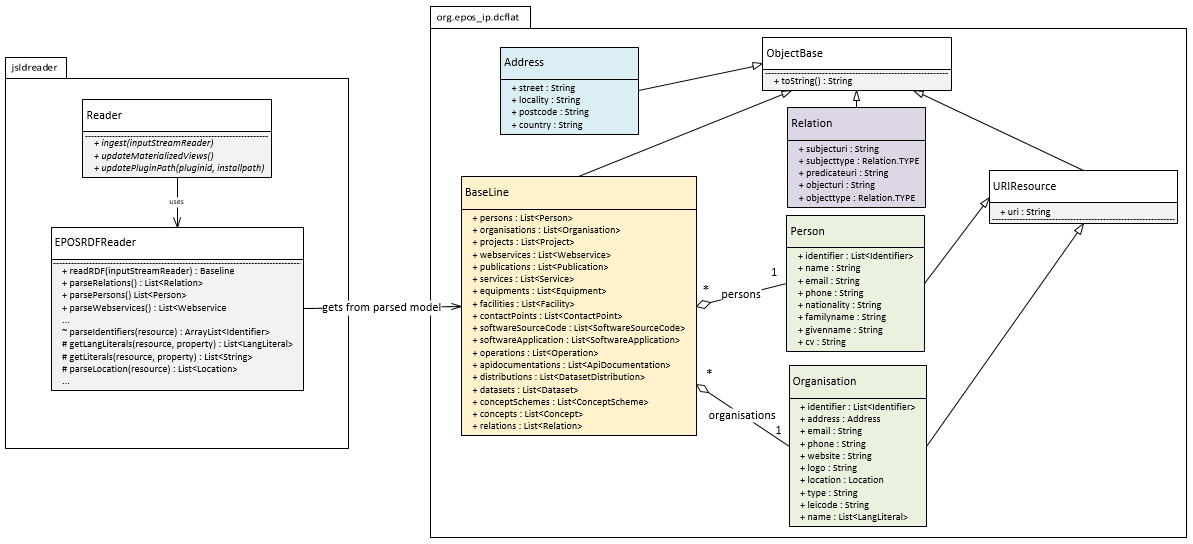 jsldreader
Reader
+ ingest(inputStreamReader)
+ updateMaterializedViews()
+ updatePluginPath(pluginid, installpath)
uses
EPOSRDFReader
+ readRDF(inputStreamReader) : Baseline
+ parseRelations() : List<Relation>
+ parsePersons() List<Person>
+ parseWebservices() : List<Webservice
...
~ parseIdentifiers(resource) : ArrayList<Identifier>
# getLangLiterals(resource, property) : List<LangLiteral>
# getLiterals(resource, property) : List<String>
# parseLocation(resource) : List<Location>
...
gets from parsed model
org.epos_ip.dcflat
Address
+ street : String
+ locality : String
+ postcode : String
+ country : String
ObjectBase
+ toString() : String
Relation
+ subjecturi : String
+ subjecttype : Relation.TYPE
+ predicateuri : String
+ objecturi : String
+ objecttype : Relation.TYPE
URIResource
+ uri : String
BaseLine
+ persons : List<Person>
+ organisations : List<Organisation>
+ projects : List<Project>
+ webservices : List<Webservice>
+ publications : List<Publication>
+ services : List<Service>
+ equipments : List<Equipment>
+ facilities : List<Facility>
+ contactPoints : List<ContactPoint>
+ softwareSourceCode : List<SoftwareSourceCode>
+ softwareApplication : List<SoftwareApplication>
+ operations : List<Operation>
+ apidocumentations : List<ApiDocumentation>
+ distributions : List<DatasetDistribution>
+ datasets : List<Dataset>
+ conceptSchemes : List<ConceptScheme>
+ concepts : List<Concept>
+ relations : List<Relation>
*
persons
1
Person
+ identifier : List<Identifier>
+ name : String
+ email : String
+ phone : String
+ nationality : String
+ familyname : String
+ givenname : String
+ cv : String
*
organisations
1
Organisation
+ identifier : List<Identifier>
+ address : Address
+ email : String
+ phone : String
+ website : String
+ logo : String
+ location : Location
+ type : String
+ leicode : String
+ name : List<LangLiteral>